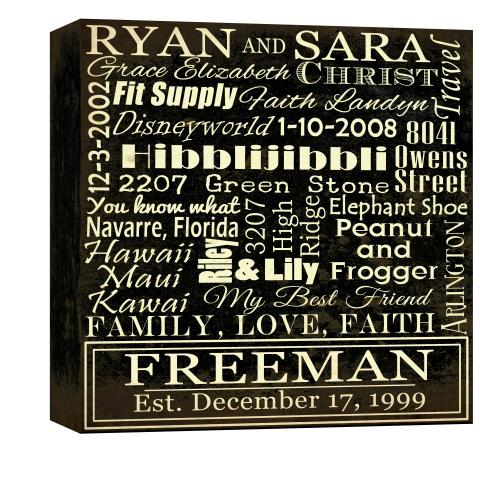 RYAN AND SARA
Grace Elizabeth
CHRIST
Travel
12-3-2002
Fit Supply
Faith Landyn
Disneyworld
1-10-2008
8041
Owens
Street
Hibblijibbli
2207 Green Stone
You know what
Elephant Shoe
Navarre, Florida
Riley
& Lily
3207
High
Ridge
Peanut
and
Frogger
Hawaii
Maui
Kawai
My Best Friend
ARLINGTON
FAMILY, LOVE, FAITH
FREEMAN
Est. December 17, 1999